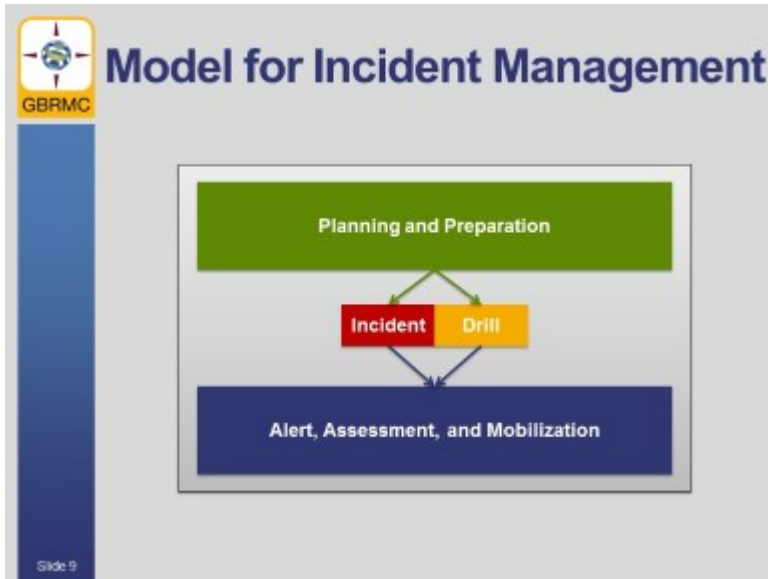 GBRMC
Model for Incident Management
Planning and Preparation
Incident
Drill
Alert, Assessment, and Mobilization
Slide 9